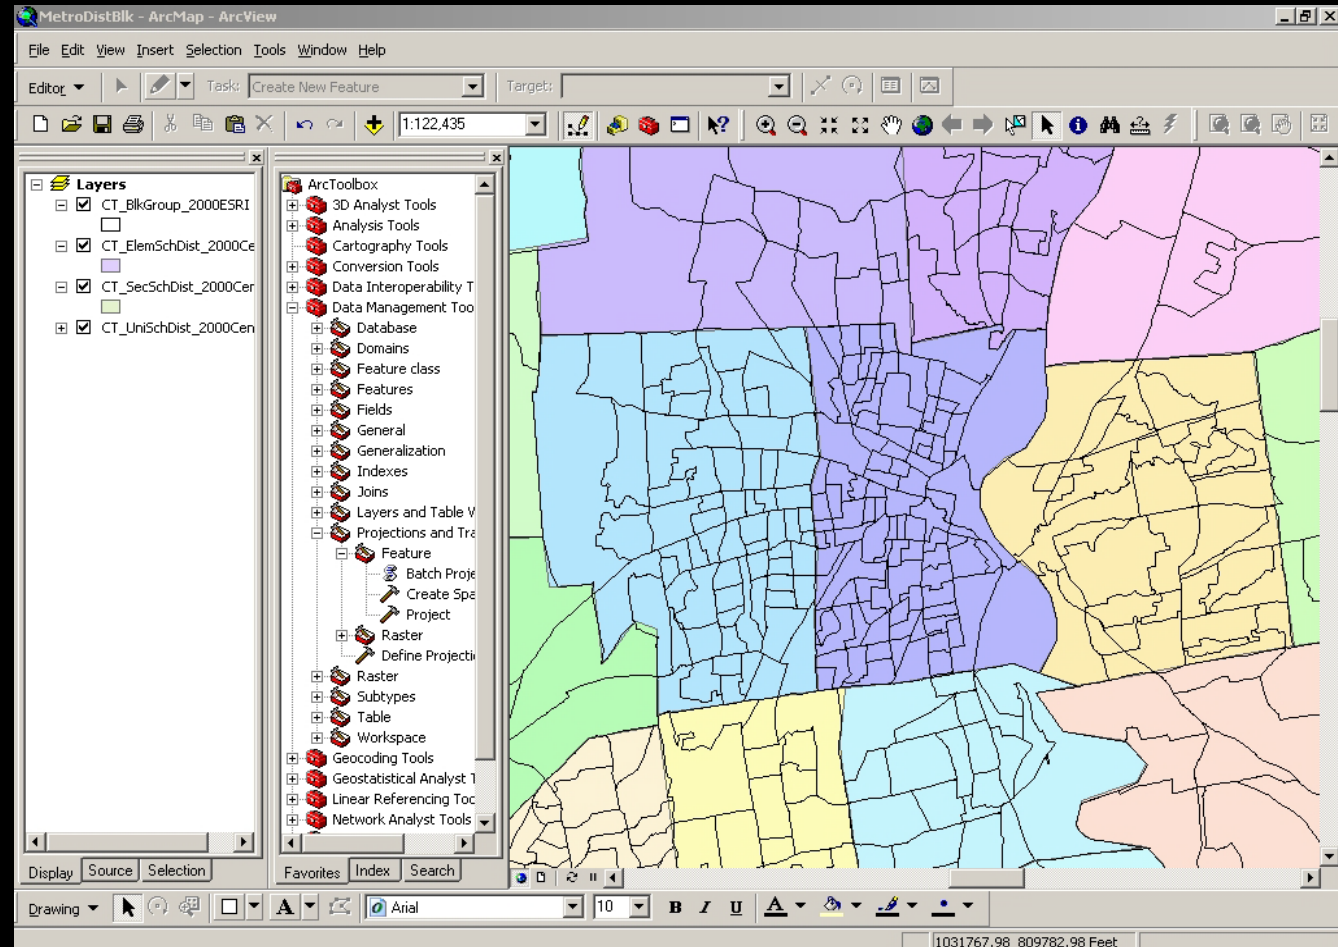 MetroDistBlk - ArcMap - ArcView
File Edit View Insert Selection Tools Window Help
Editor Task: Create New Feature Target:
1:122,435
Layers
CT_BlkGroup_2000ESRI
CT_ElemSchDist_2000Ce
CT_SecSchDist_2000Cer
CT_UniSchDist_2000Cen
Display Source Selection
ArcToolbox
3D Analyst Tools
Analysis Tools
Cartography Tools
Conversion Tools
Data Interoperability T
Data Management Too
Database
Domains
Feature class
Features
Fields
General
Generalization
Indexes
Joins
Layers and Table V
Projections and Tra
Feature
Batch Proje
Create Spa
Project
Raster
Define Projecti
Raster
Subtypes
Table
Workspace
Geocoding Tools
Geostatistical Analyst T
Linear Referencing Too
Network Analyst Tools
Favorites Index Search
Drawing A Arial 10 B I U A
1031767.98 809782.98 Feet